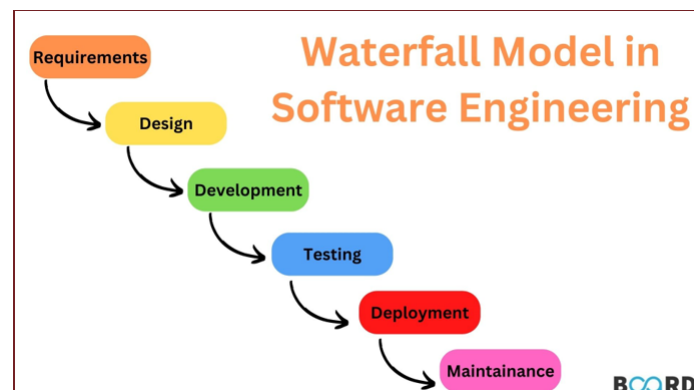 Waterfall Model in
Software Engineering
Requirements
Design
Development
Testing
Deployment
Maintainance